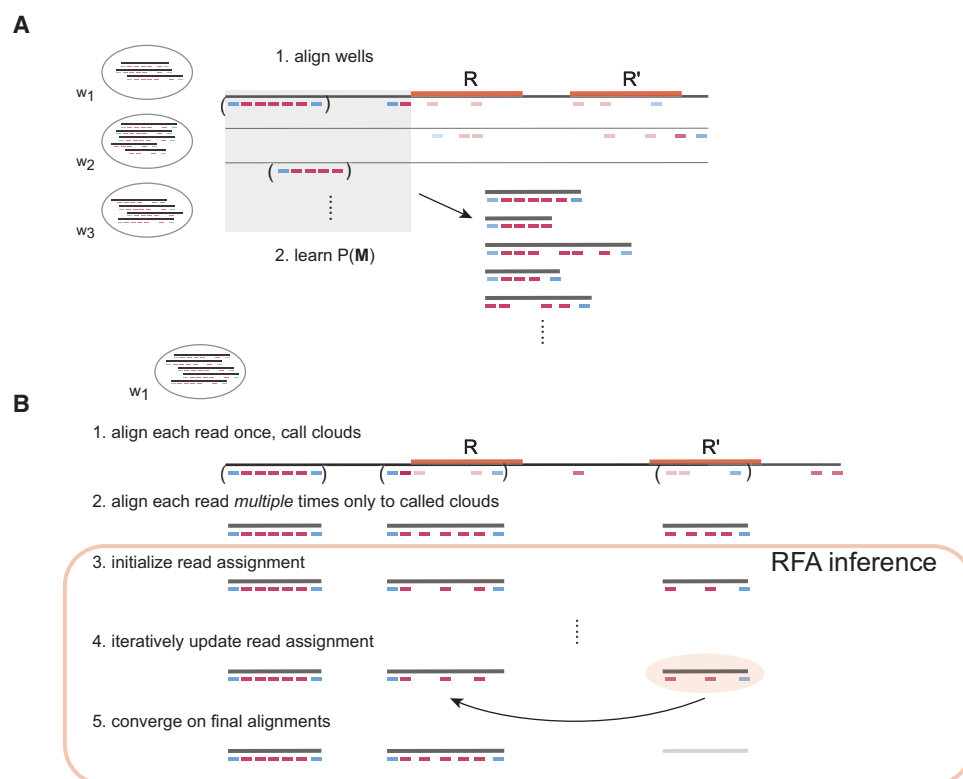 A
1. align wells
R R'
w1
w2
w3
2. learn P(M)
w1
B
1. align each read once, call clouds
R R'
2. align each read multiple times only to called clouds
3. initialize read assignment
RFA inference
4. iteratively update read assignment
5. converge on final alignments